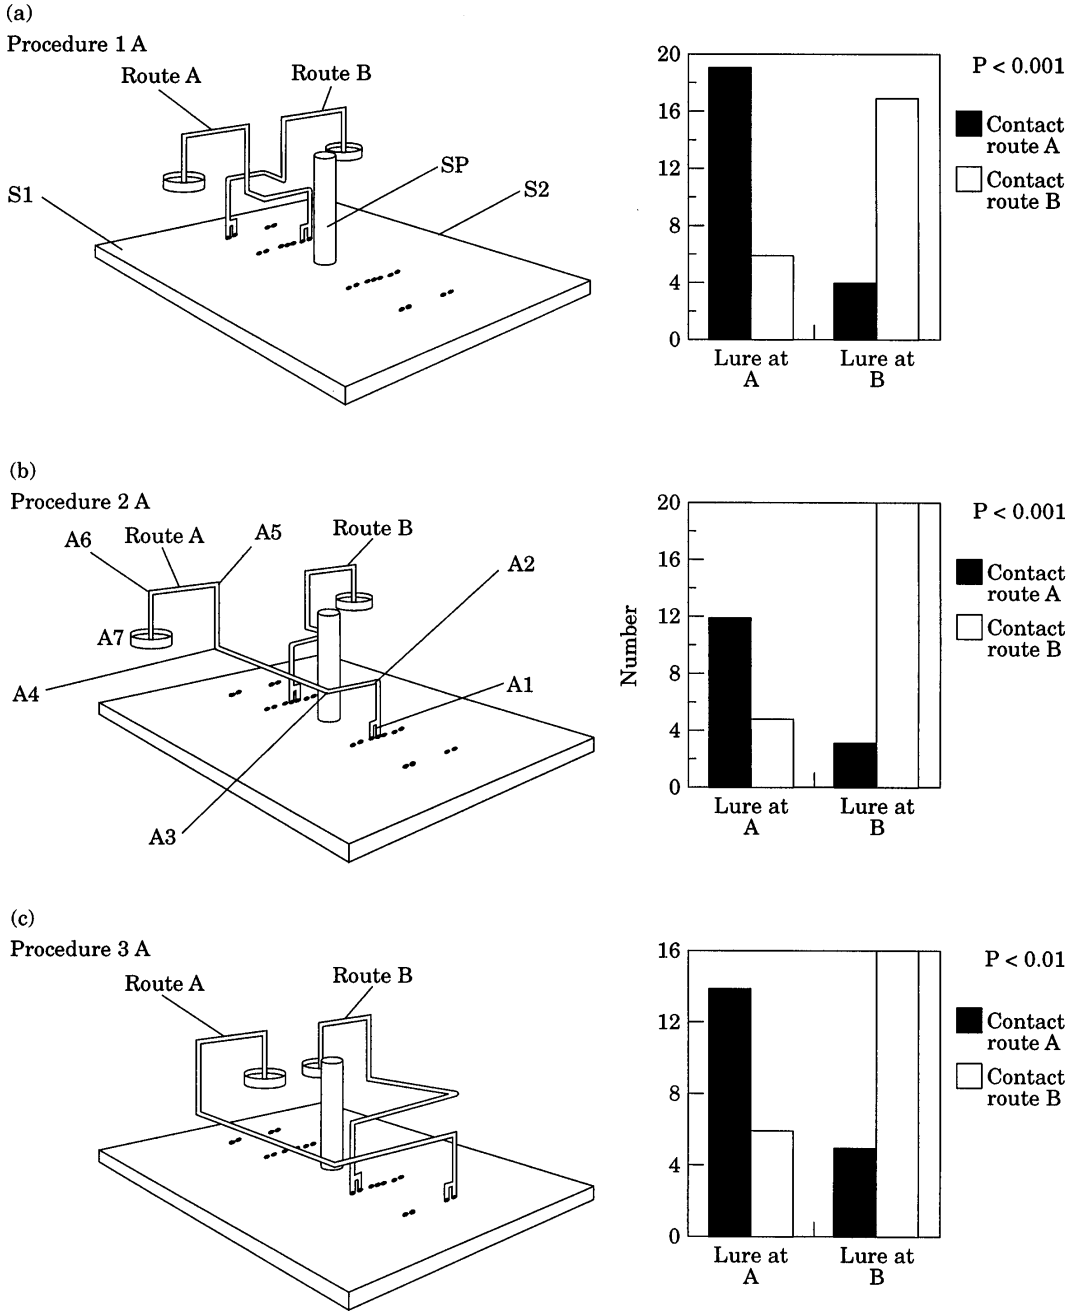 (a)
Procedure 1 A
Route A
Route B
SP
S1
S2
20
16
12
8
4
0
Lure at
A
Lure at
B
P < 0.001
Contact
route A
Contact
route B
(b)
Procedure 2 A
Route A
Route B
A6
A5
A2
A7
A1
A4
A3
Number
20
16
12
8
4
0
Lure at
A
Lure at
B
P < 0.001
Contact
route A
Contact
route B
(c)
Procedure 3 A
Route A
Route B
16
12
8
4
0
Lure at
A
Lure at
B
P < 0.01
Contact
route A
Contact
route B